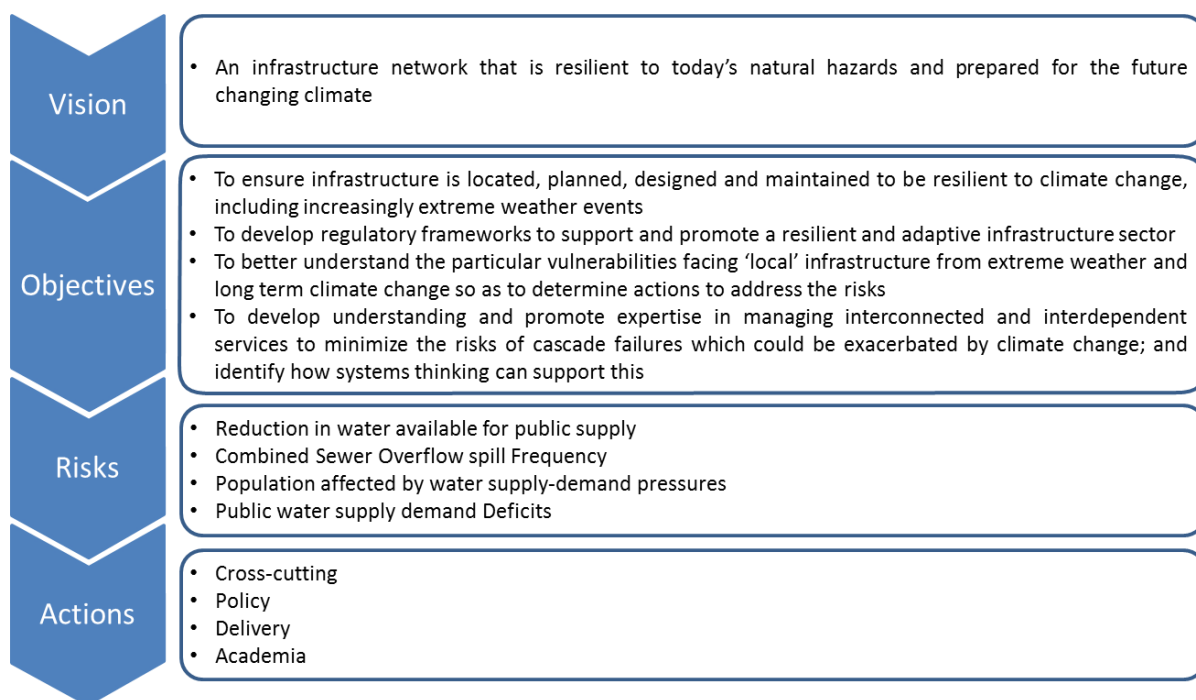 Vision
• An infrastructure network that is resilient to today’s natural hazards and prepared for the future
changing climate
Objectives
• To ensure infrastructure is located, planned, designed and maintained to be resilient to climate change,
including increasingly extreme weather events
• To develop regulatory frameworks to support and promote a resilient and adaptive infrastructure sector
• To better understand the particular vulnerabilities facing ‘local’ infrastructure from extreme weather and
long term climate change so as to determine actions to address the risks
• To develop understanding and promote expertise in managing interconnected and interdependent
services to minimize the risks of cascade failures which could be exacerbated by climate change; and
identify how systems thinking can support this
Risks
• Reduction in water available for public supply
• Combined Sewer Overflow spill Frequency
• Population affected by water supply-demand pressures
• Public water supply demand Deficits
Actions
• Cross-cutting
• Policy
• Delivery
• Academia